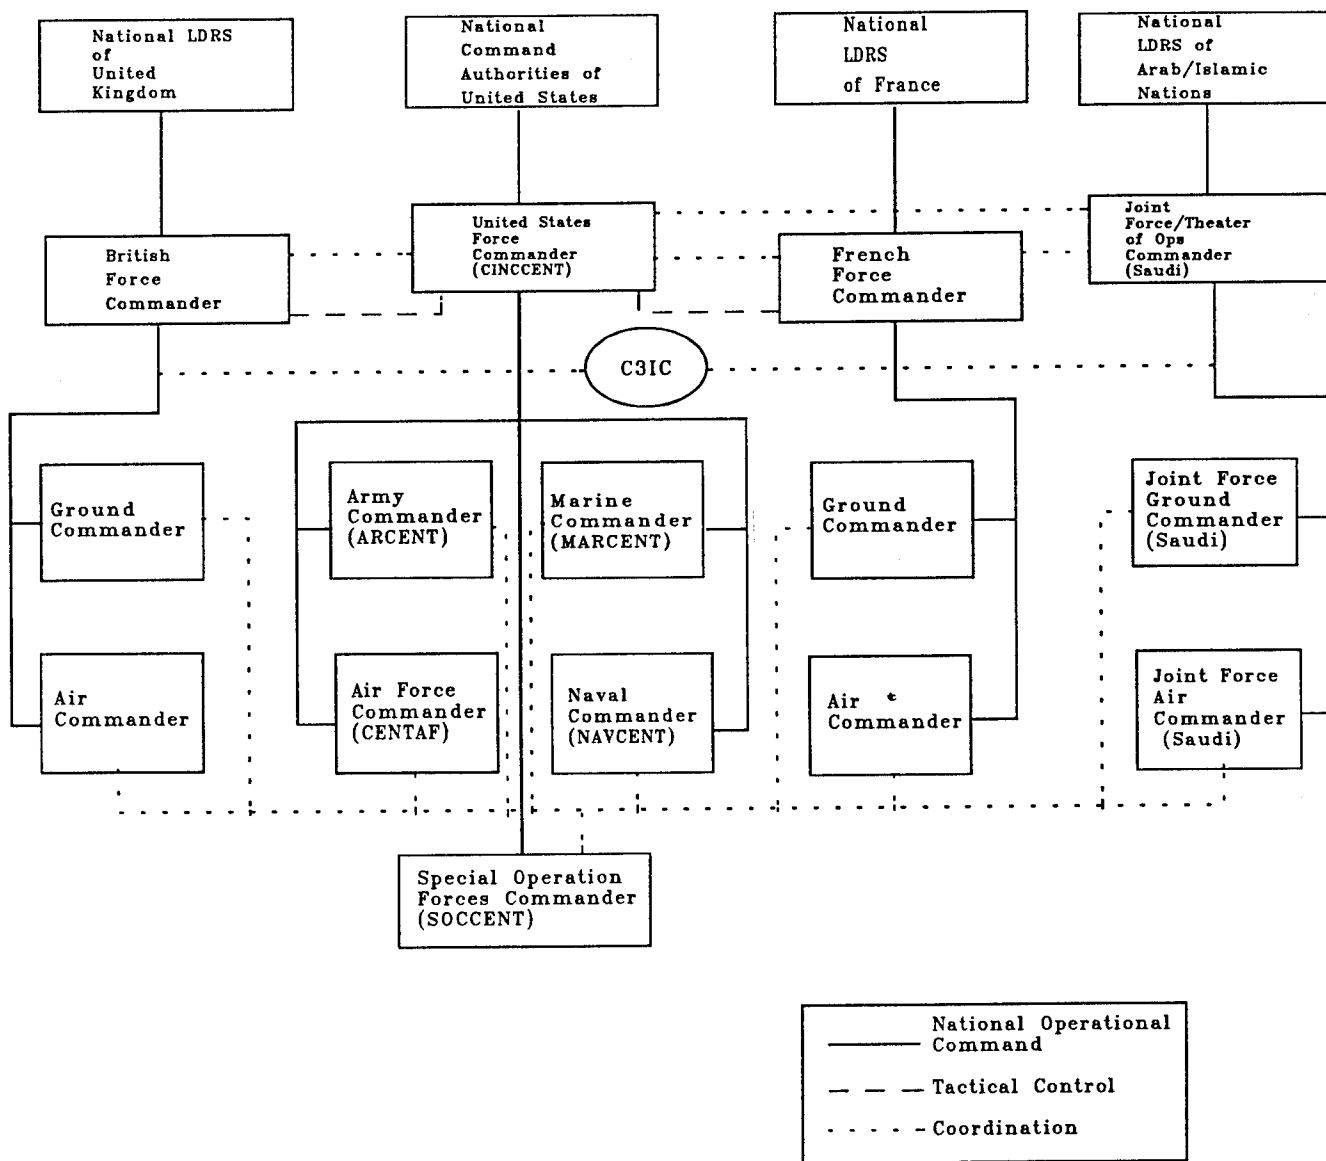 National LDRS
of
United
Kingdom
National
Command
Authorities of
United States
National
LDRS
of France
National
LDRS of
Arab/Islamic
Nations
British
Force
Commander
United States
Force
Commander
(CINCCENT)
French
Force
Commander
Joint
Force/Theater
of Ops
Commander
(Saudi)
C3IC
Ground
Commander
Army
Commander
(ARCENT)
Marine
Commander
(MARCENT)
Ground
Commander
Joint Force
Ground
Commander
(Saudi)
Air
Commander
Air Force
Commander
(CENTAF)
Naval
Commander
(NAVCENT)
Air
Commander
Joint Force
Air
Commander
(Saudi)
Special Operation
Forces Commander
(SOCCENT)
National Operational
Command
Tactical Control
Coordination